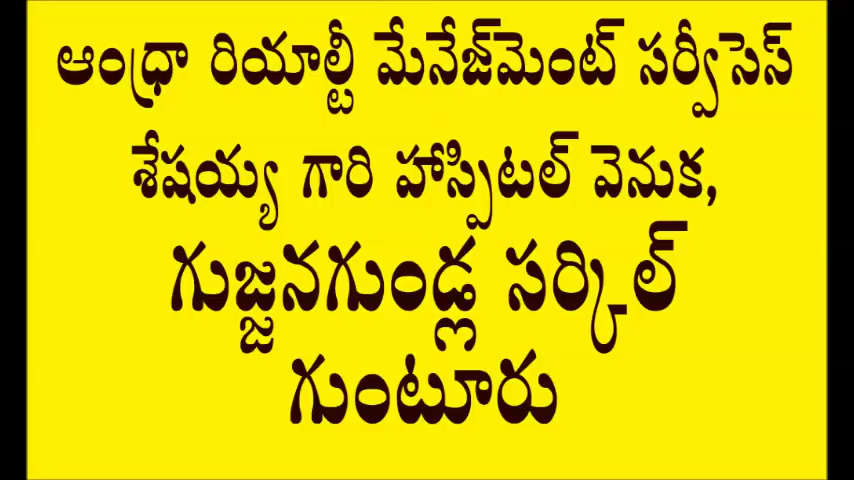 ఆంధ్రా రియాల్టీ మేనేజ్‌మెంట్ సర్వీసెస్
శేషయ్య గారి హాస్పిటల్ వెనుక,
గుజ్జనగుండ్ల సర్కిల్
గుంటూరు